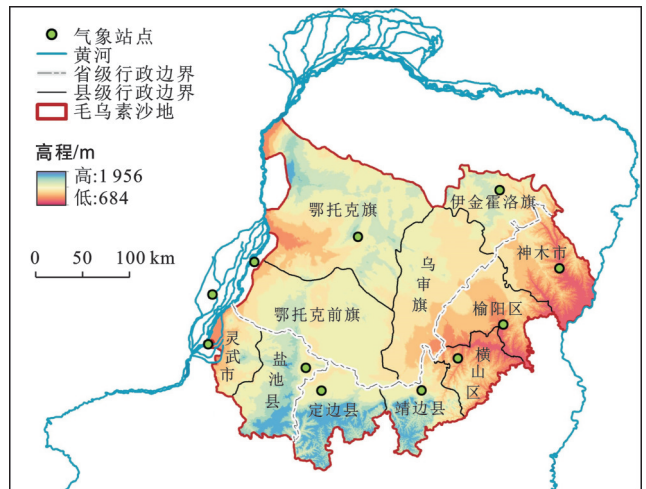 气象站点
黄河
省级行政边界
县级行政边界
毛乌素沙地
高程/m
高:1 956
低:684
0 50 100 km
鄂托克旗
伊金霍洛旗
神木市
乌审旗
榆阳区
鄂托克前旗
灵武市
横山区
盐池县
定边县
靖边县